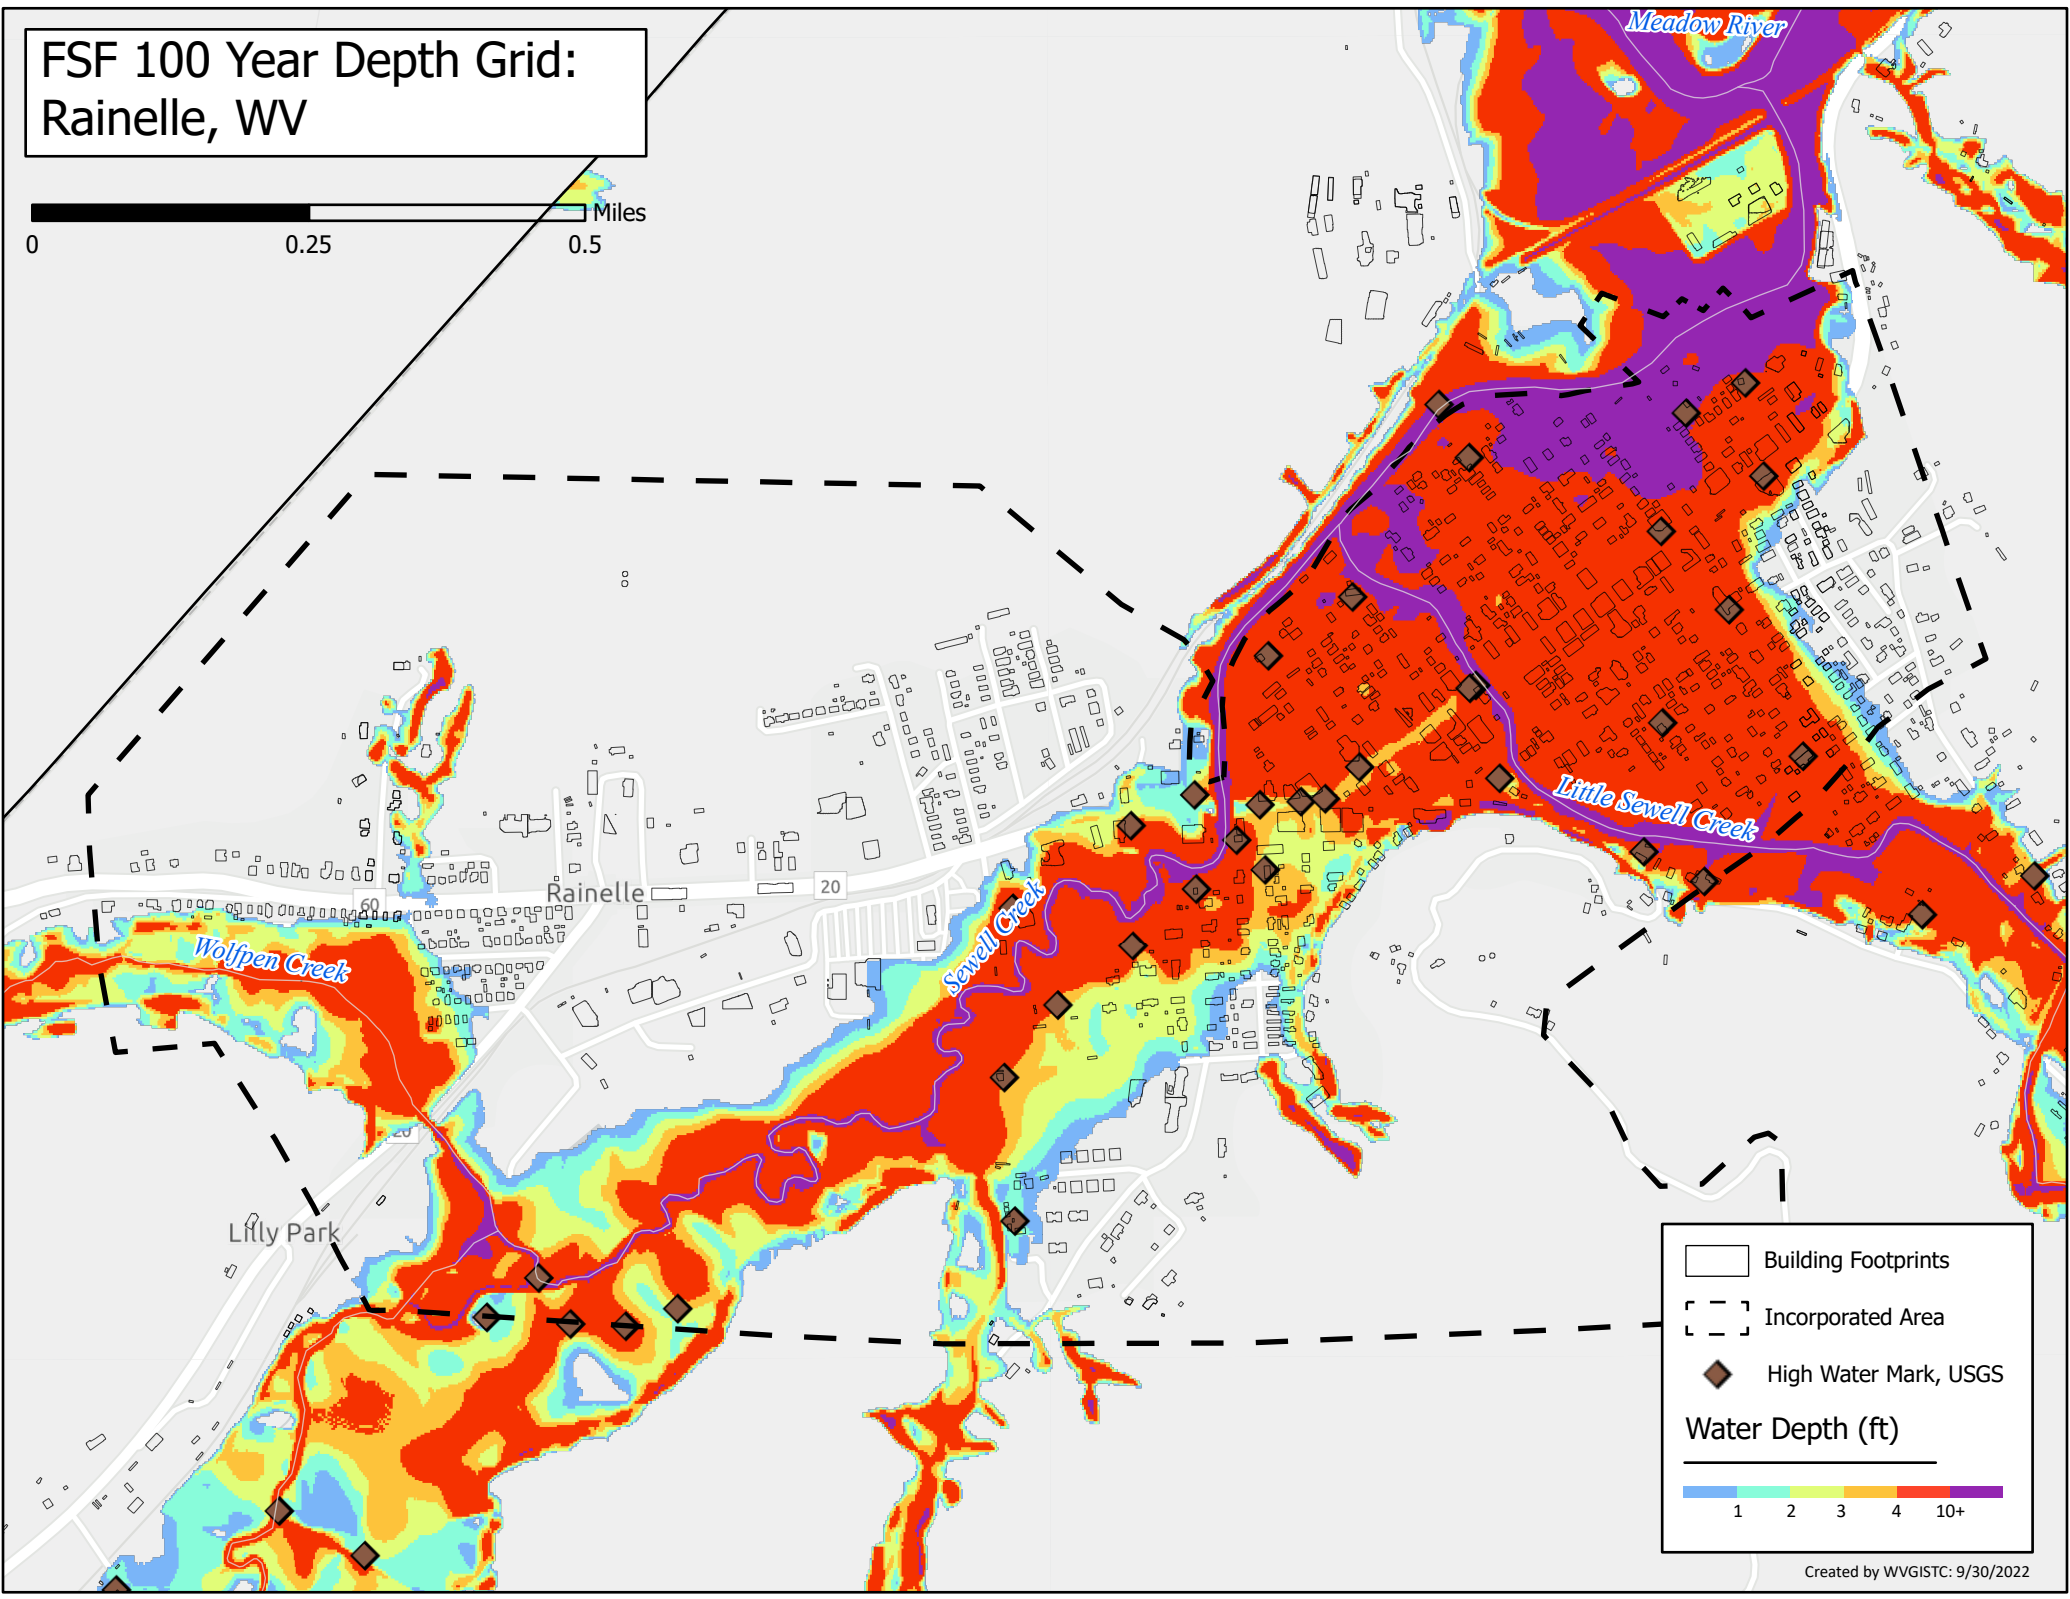 FSF 100 Year Depth Grid:
Rainelle, WV
Miles
0
0.25
0.5
Meadow River
Little Sewell Creek
20
Rainelle
60
Sewell Creek
Wolfpen Creek
20
Lilly Park
Building Footprints
Incorporated Area
High Water Mark, USGS
Water Depth (ft)
1
2
3
4
10+
Created by WVGISTC: 9/30/2022